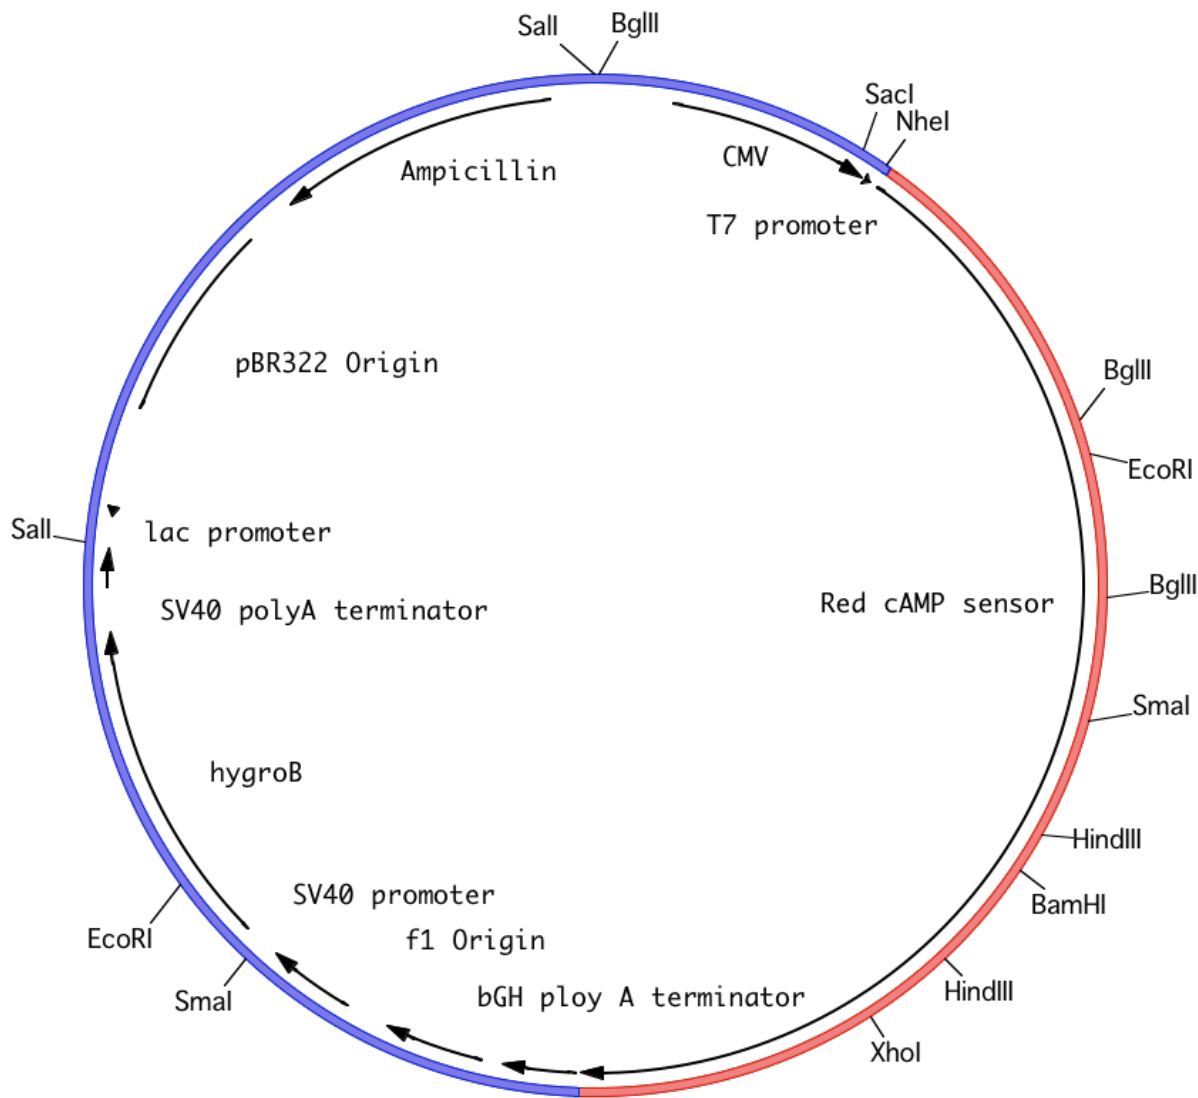 SalI
BglII
SacI
NheI
CMV
Ampicillin
T7 promoter
pBR322 Origin
BglII
EcoRI
SalI
lac promoter
BglII
SV40 polyA terminator
Red cAMP sensor
SmaI
hygroB
HindIII
SV40 promoter
BamHI
EcoRI
f1 Origin
SmaI
bGH ploy A terminator
HindIII
XhoI